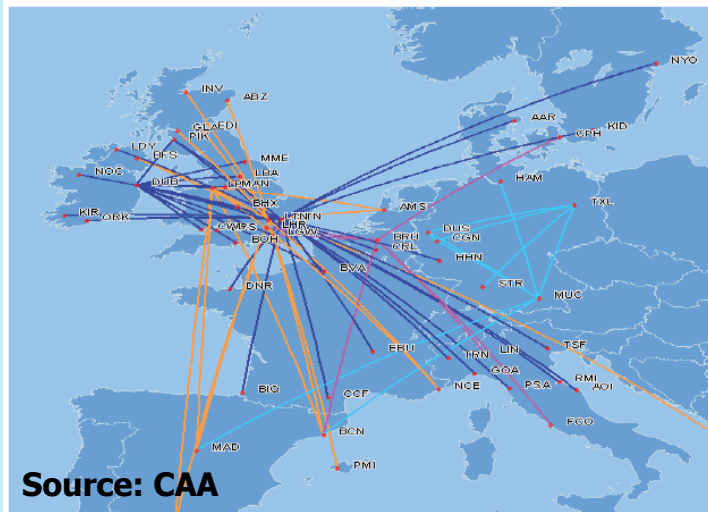 NYO
INV
ABZ
AAR
GLA
EDI
PIK
CPH
KID
LDY
BFS
MME
NOC
LBA
DUB
LPL
MAN
HAM
BHX
TXL
KIR
ORK
AMS
LTN
STN
CWL
BRS
LHR
LGW
BOH
DUS
CGN
BRU
CRL
HHN
BVA
STR
MUC
DNR
EBU
TRN
LIN
TSF
GOA
NCE
PSA
RMI
AOI
BIQ
CCF
FCO
BCN
MAD
PMI
Source: CAA